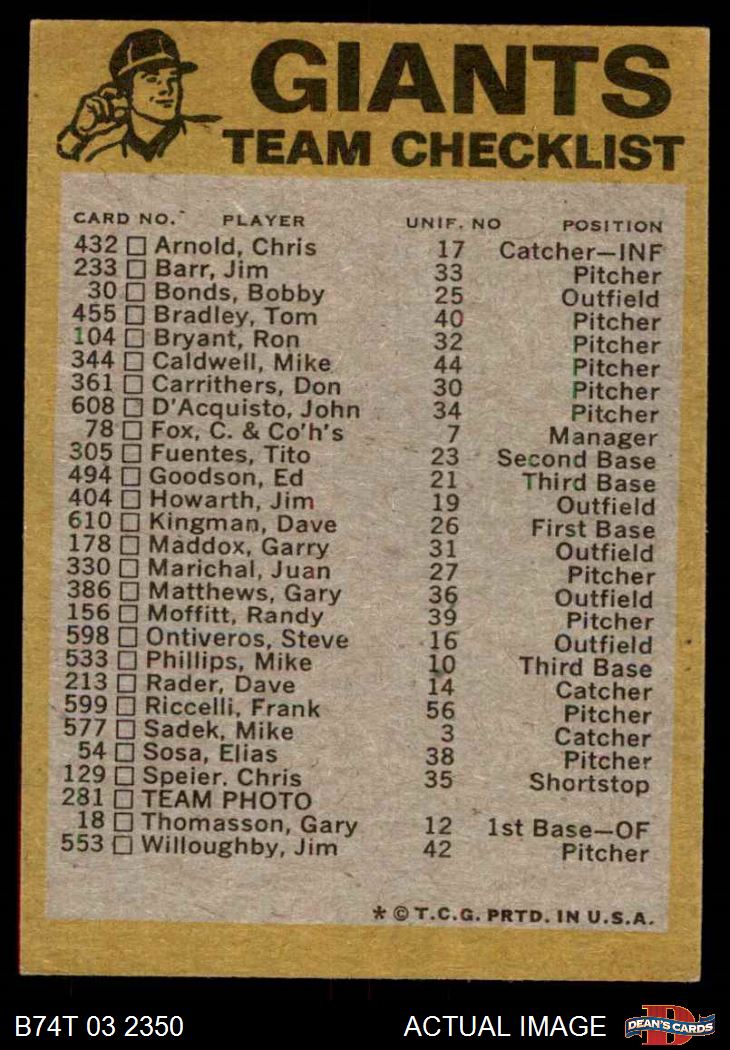 GIANTS
TEAM CHECKLIST
CARD NO. PLAYER UNIF. NO POSITION
432 □ Arnold, Chris 17 Catcher—INF
233 □ Barr, Jim 33 Pitcher
30 □ Bonds, Bobby 25 Outfield
455 □ Bradley, Tom 40 Pitcher
104 □ Bryant, Ron 32 Pitcher
344 □ Caldwell, Mike 44 Pitcher
361 □ Carrithers, Don 30 Pitcher
608 □ D'Acquisto, John 34 Pitcher
78 □ Fox, C. & Co'h's 7 Manager
305 □ Fuentes, Tito 23 Second Base
494 □ Goodson, Ed 21 Third Base
404 □ Howarth, Jim 19 Outfield
610 □ Kingman, Dave 26 First Base
178 □ Maddox, Garry 31 Outfield
330 □ Marichal, Juan 27 Pitcher
386 □ Matthews, Gary 36 Outfield
156 □ Moffitt, Randy 39 Pitcher
598 □ Ontiveros, Steve 16 Outfield
533 □ Phillips, Mike 10 Third Base
213 □ Rader, Dave 14 Catcher
599 □ Riccelli, Frank 56 Pitcher
577 □ Sadek, Mike 3 Catcher
54 □ Sosa, Elias 38 Pitcher
129 □ Speier. Chris 35 Shortstop
281 □ TEAM PHOTO
18 □ Thomasson, Gary 12 1st Base—OF
553 □ Willoughby, Jim 42 Pitcher
* © T.C.G. PRTD. IN U.S.A.
B74T 03 2350 ACTUAL IMAGE D DEAN'S CARDS